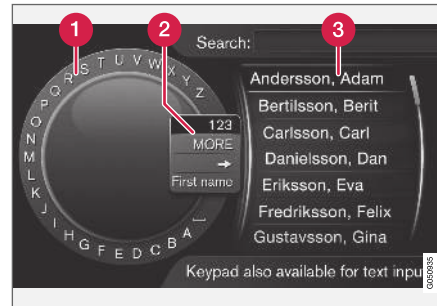 1
2
3
Search:
A B C D E F G H I J K L M N O P Q R S T U V W X Y Z
123
MORE
→
First name
Andersson, Adam
Bertilsson, Berit
Carlsson, Carl
Danielsson, Dan
Eriksson, Eva
Fredriksson, Felix
Gustavsson, Gina
Keypad also available for text inpu
G050935